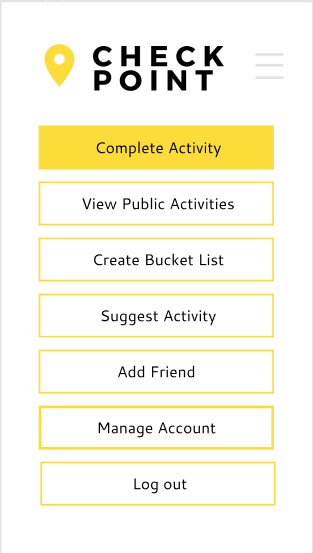 CHECK
POINT
Complete Activity
View Public Activities
Create Bucket List
Suggest Activity
Add Friend
Manage Account
Log out